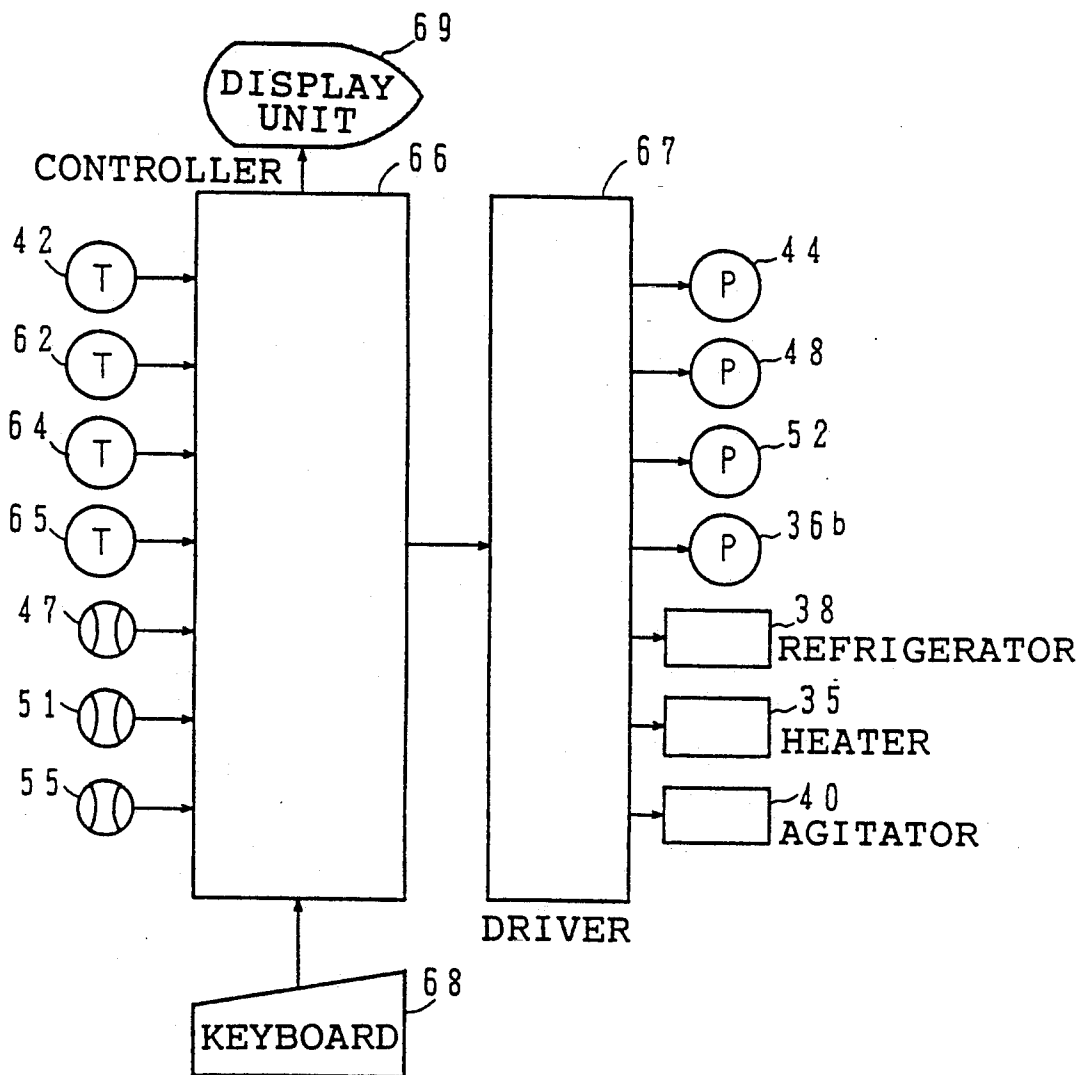 69
DISPLAY
UNIT
CONTROLLER
66
67
42
T
44
P
62
T
48
P
64
T
52
P
65
T
36b
P
47
38
REFRIGERATOR
51
35
HEATER
55
40
AGITATOR
DRIVER
68
KEYBOARD